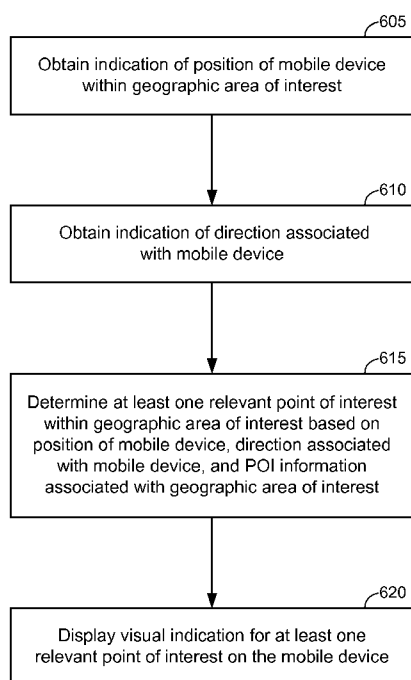 605
Obtain indication of position of mobile device
within geographic area of interest
610
Obtain indication of direction associated
with mobile device
615
Determine at least one relevant point of interest
within geographic area of interest based on
position of mobile device, direction associated
with mobile device, and POI information
associated with geographic area of interest
620
Display visual indication for at least one
relevant point of interest on the mobile device